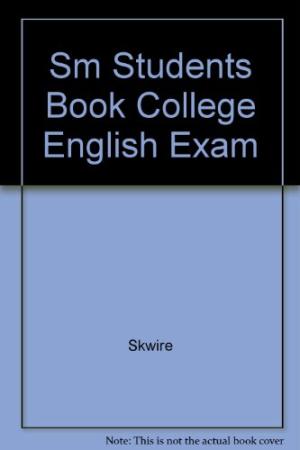 Sm Students
Book College
English Exam
Skwire
Note: This is not the actual book cover